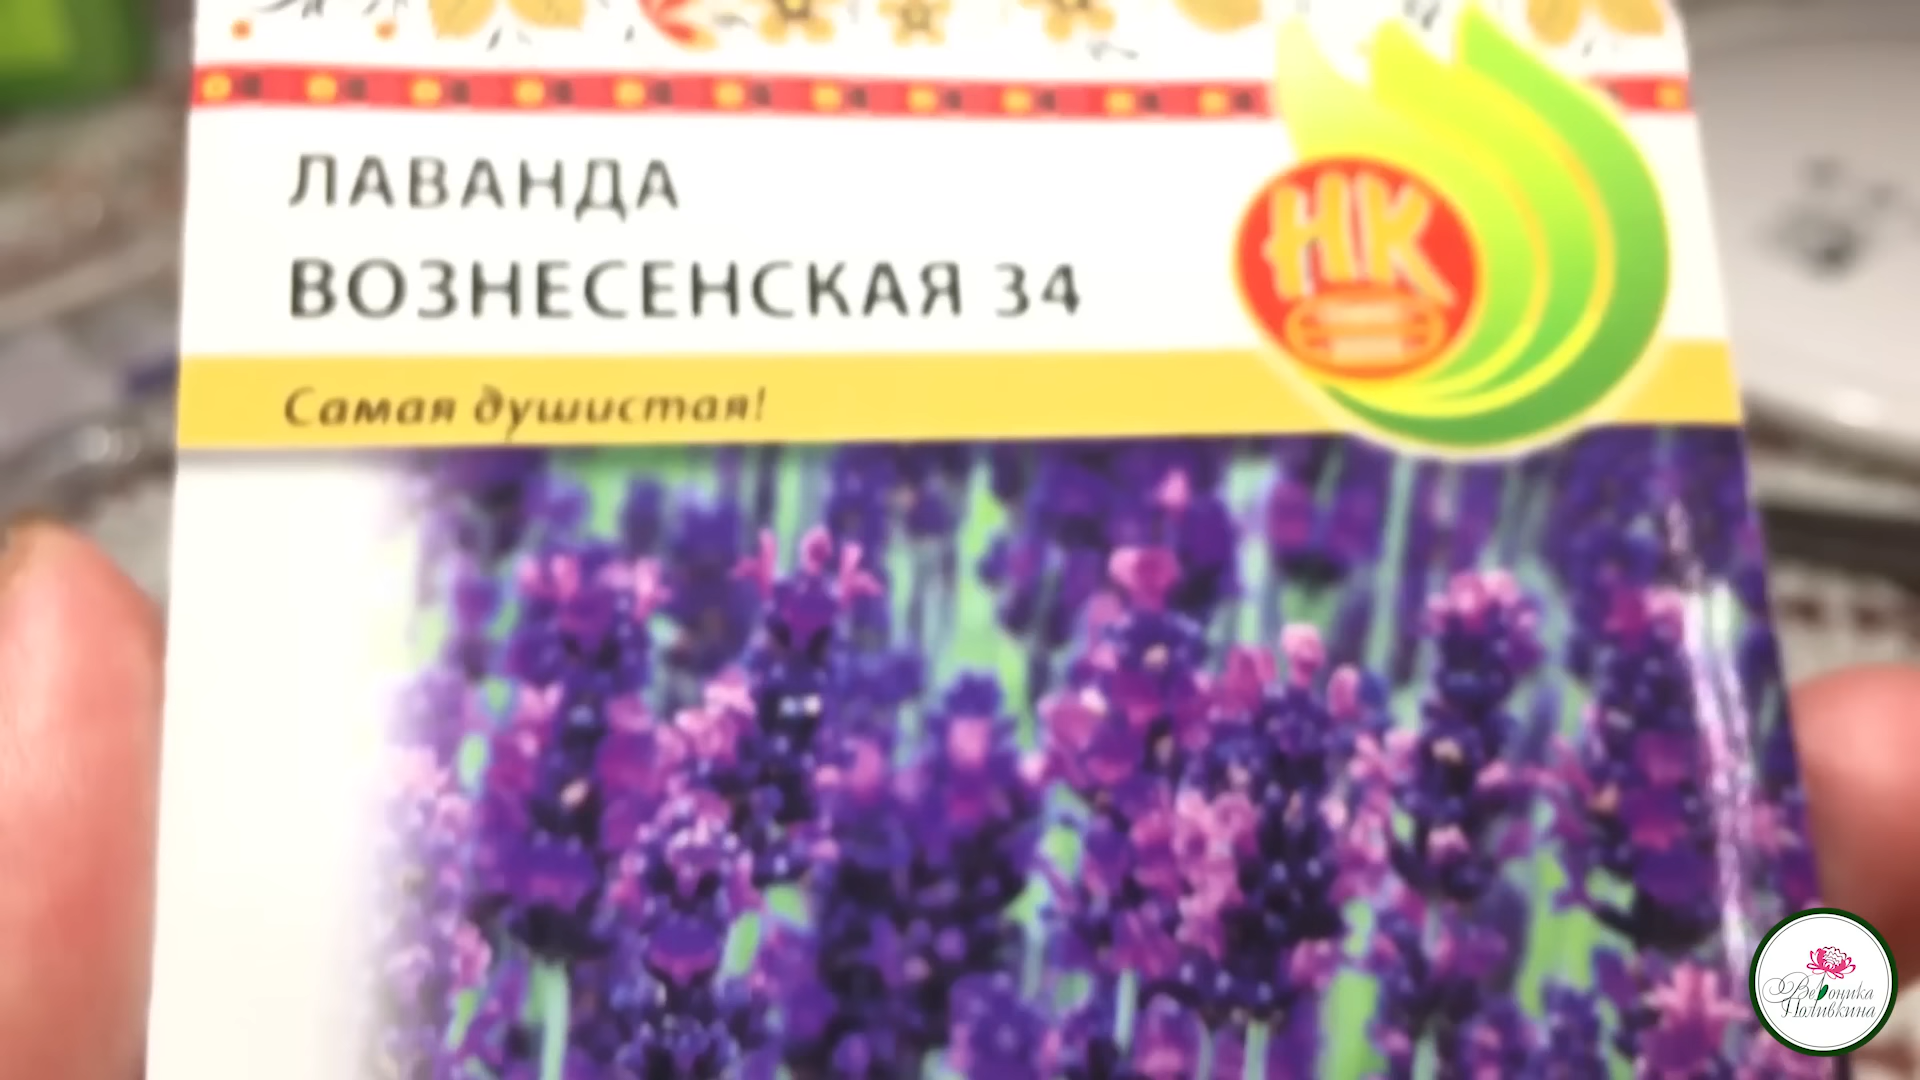 ЛАВАНДА
ВОЗНЕСЕНСКАЯ 34
Самая душистая!
НК
Вероника
Поливкина